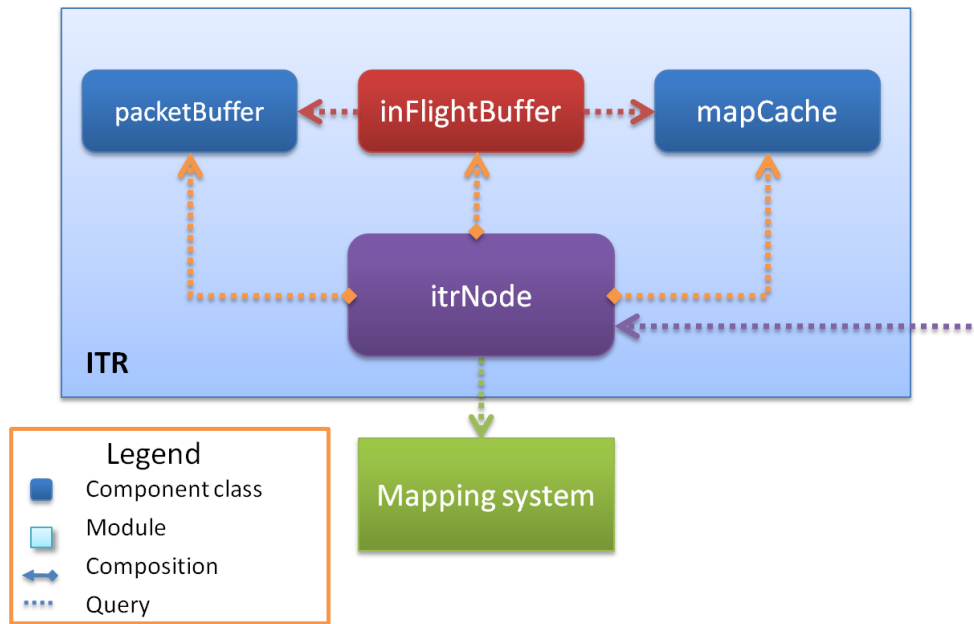 packetBuffer
inFlightBuffer
mapCache
itrNode
ITR
Mapping system
Legend
Component class
Module
Composition
Query